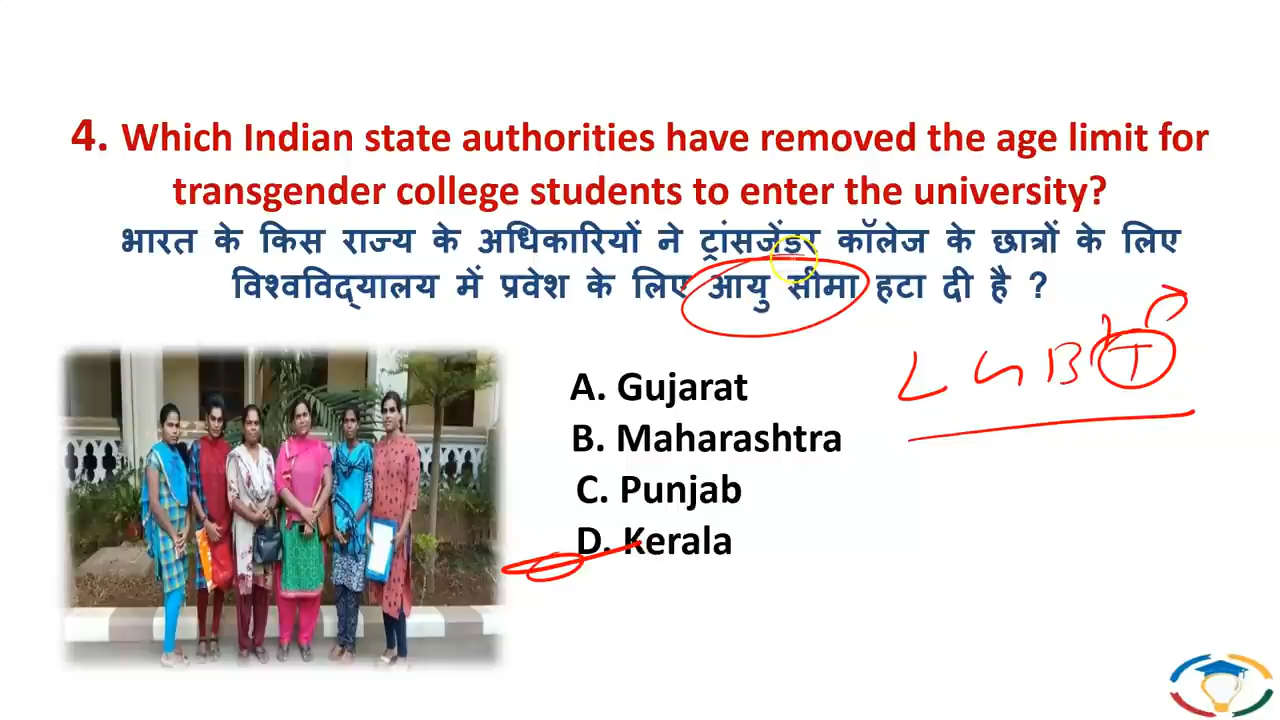 4. Which Indian state authorities have removed the age limit for
transgender college students to enter the university?
भारत के किस राज्य के अधिकारियों ने ट्रांसजेंडर कॉलेज के छात्रों के लिए
विश्वविद्यालय में प्रवेश के लिए आयु सीमा हटा दी है ?
A. Gujarat
B. Maharashtra
C. Punjab
D. Kerala
L G B T